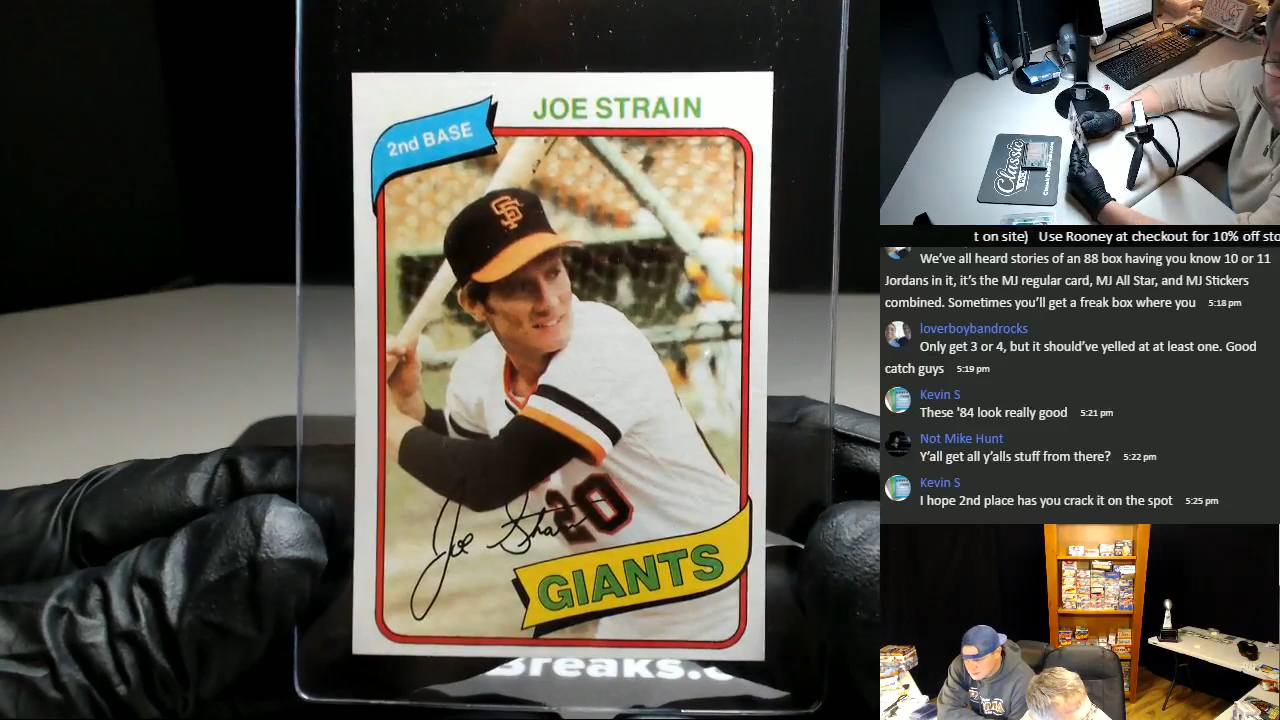 JOE STRAIN
2nd BASE
SF
20
Joe Strain
GIANTS
Breaks.c
Classic
t on site) Use Rooney at checkout for 10% off sto
We've all heard stories of an 88 box having you know 10 or 11
Jordans in it, it's the MJ regular card, MJ All Star, and MJ Stickers
combined. Sometimes you'll get a freak box where you 5:18 pm
loverboybandrocks
Only get 3 or 4, but it should've yelled at at least one. Good
catch guys 5:19 pm
Kevin S
These '84 look really good 5:21 pm
Not Mike Hunt
Y'all get all y'alls stuff from there? 5:22 pm
Kevin S
I hope 2nd place has you crack it on the spot 5:25 pm